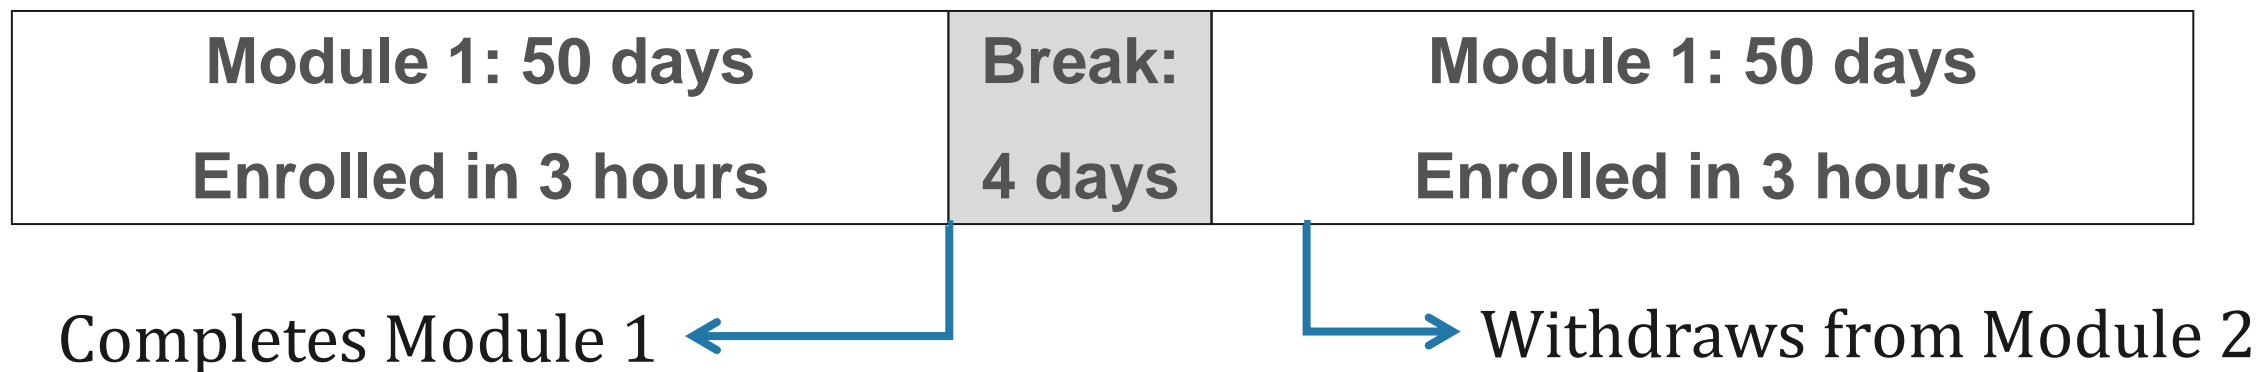 Module 1: 50 days
Enrolled in 3 hours
Break:
4 days
Module 1: 50 days
Enrolled in 3 hours
Completes Module 1
Withdraws from Module 2